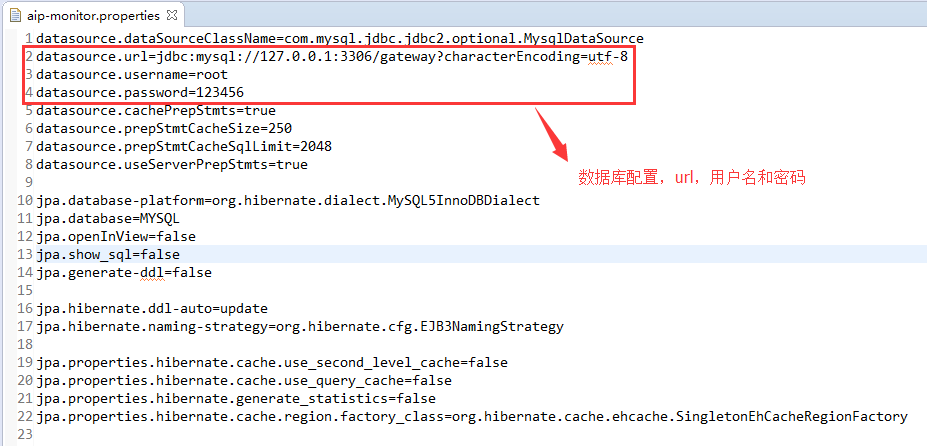 aip-monitor.properties
1 datasource.dataSourceClassName=com.mysql.jdbc.jdbc2.optional.MysqlDataSource
2 datasource.url=jdbc:mysql://127.0.0.1:3306/gateway?characterEncoding=utf-8
3 datasource.username=root
4 datasource.password=123456
5 datasource.cachePrepStmts=true
6 datasource.prepStmtCacheSize=250
7 datasource.prepStmtCacheSqlLimit=2048
8 datasource.useServerPrepStmts=true
数据库配置，url，用户名和密码
9
10 jpa.database-platform=org.hibernate.dialect.MySQL5InnoDBDialect
11 jpa.database=MYSQL
12 jpa.openInView=false
13 jpa.show_sql=false
14 jpa.generate-ddl=false
15
16 jpa.hibernate.ddl-auto=update
17 jpa.hibernate.naming-strategy=org.hibernate.cfg.EJB3NamingStrategy
18
19 jpa.properties.hibernate.cache.use_second_level_cache=false
20 jpa.properties.hibernate.cache.use_query_cache=false
21 jpa.properties.hibernate.generate_statistics=false
22 jpa.properties.hibernate.cache.region.factory_class=org.hibernate.cache.ehcache.SingletonEhCacheRegionFactory
23